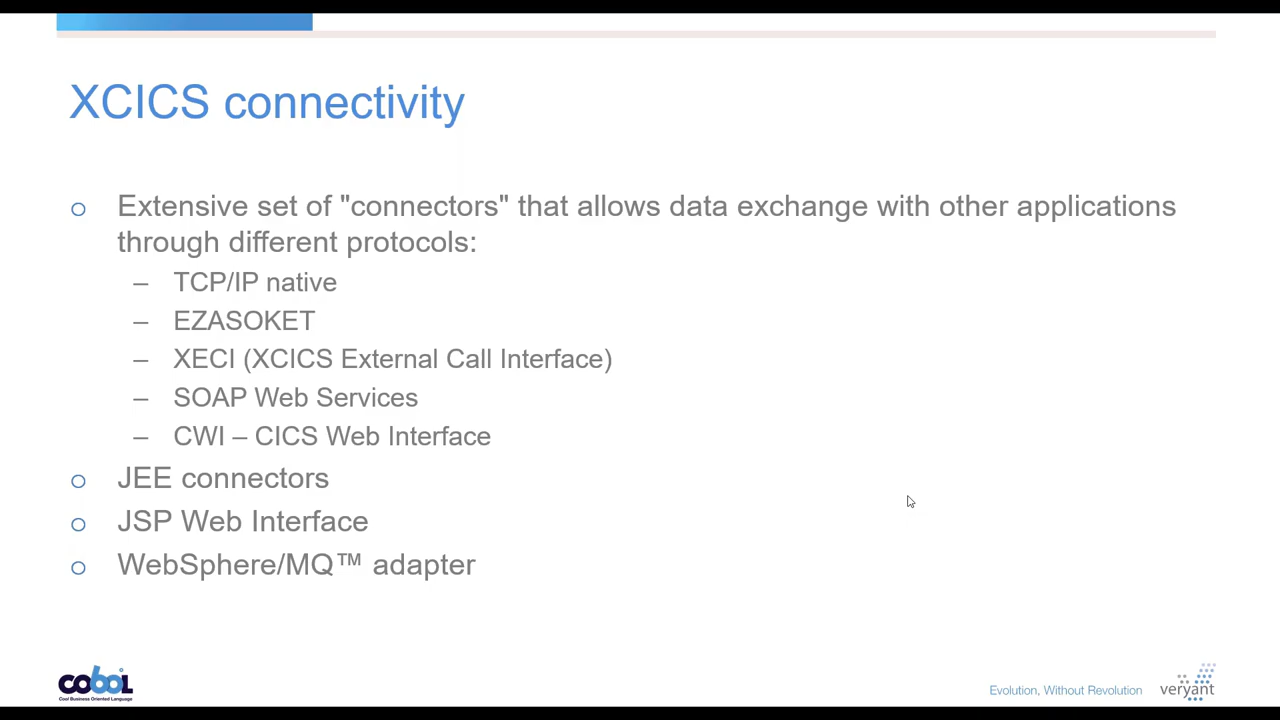 XCICS connectivity
o Extensive set of "connectors" that allows data exchange with other applications
through different protocols:
– TCP/IP native
– EZASOKET
– XECI (XCICS External Call Interface)
– SOAP Web Services
– CWI – CICS Web Interface
o JEE connectors
o JSP Web Interface
o WebSphere/MQ™ adapter
cobol
Cool Business Oriented Language
Evolution, Without Revolution
veryant